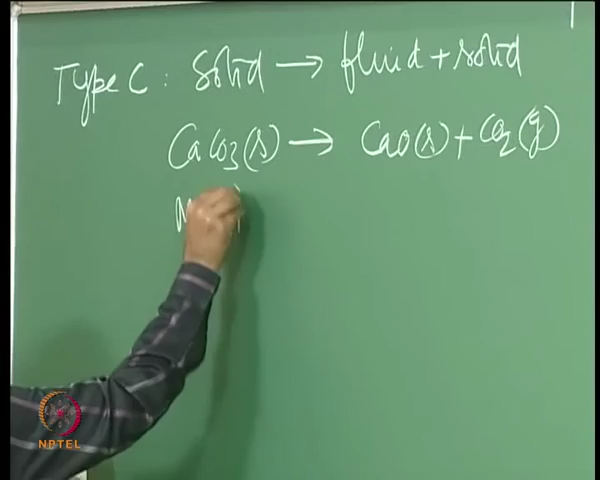 Type C : Solid → fluid + solid
CaCO3(s) → CaO(s) + CO2(g)
NPTEL